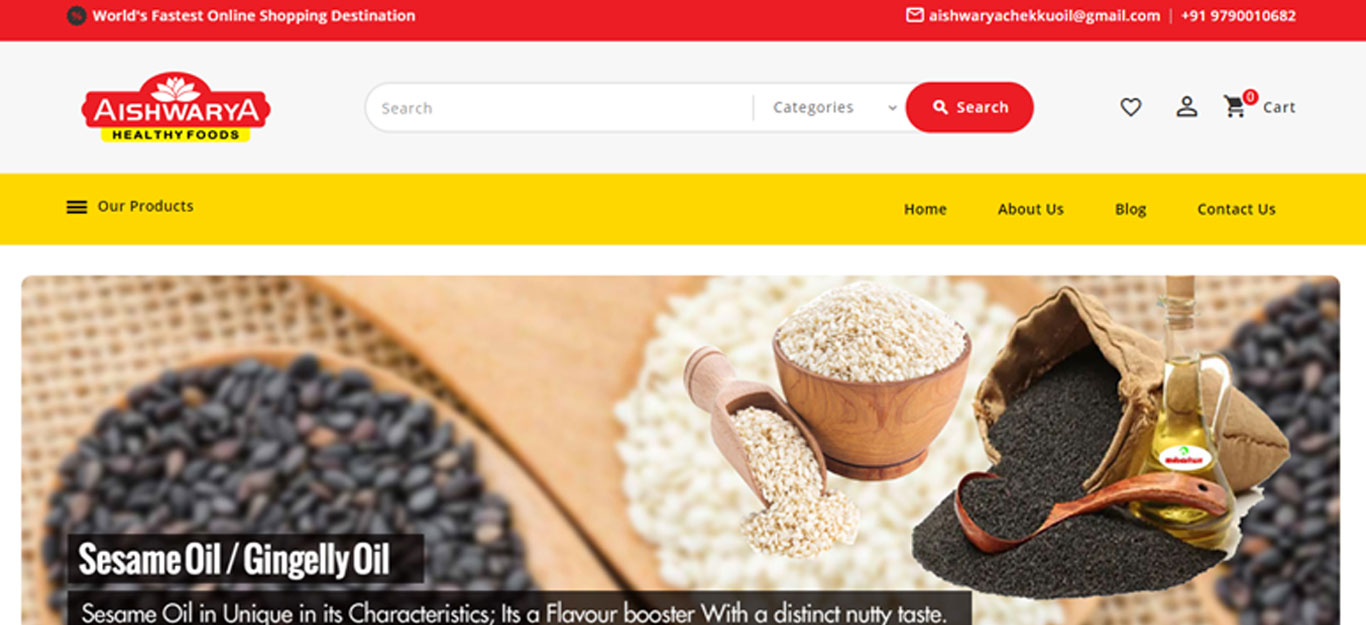 World's Fastest Online Shopping Destination
aishwaryachekkuoil@gmail.com | +91 9790010682
AISHWARYA
HEALTHY FOODS
Search
Categories
Search
0
Cart
Our Products
Home
About Us
Blog
Contact Us
Sesame Oil / Gingelly Oil
Sesame Oil in Unique in its Characteristics; Its a Flavour booster With a distinct nutty taste.